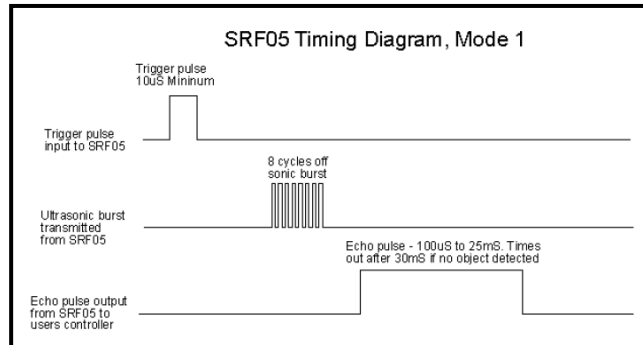 SRF05 Timing Diagram, Mode 1
Trigger pulse
10uS Mininum
Trigger pulse
input to SRF05
8 cycles off
sonic burst
Ultrasonic burst
transmitted
from SRF05
Echo pulse - 100uS to 25mS. Times
out after 30mS if no object detected
Echo pulse output
from SRF05 to
users controller